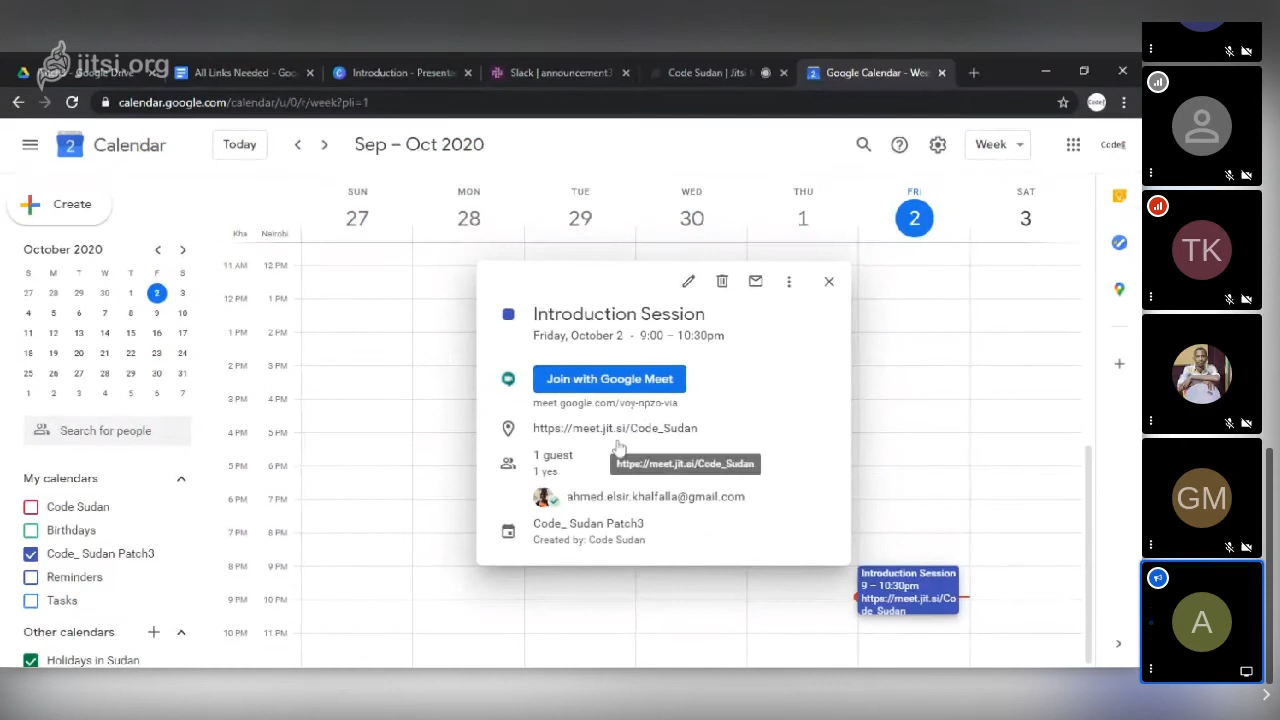 jitsi.org
All Links Needed - Goo
Introduction - Presenta
Slack | announcement3
Code Sudan | Jitsi
Google Calendar - Wee
calendar.google.com/calendar/u/0/r/week?pli=1
2
Calendar
Today
Sep – Oct 2020
Week
Create
SUN MON TUE WED THU FRI SAT
27 28 29 30 1 2 3
Kha Nairobi
October 2020
S M T W T F S
27 28 29 30 1 2 3
4 5 6 7 8 9 10
11 12 13 14 15 16 17
18 19 20 21 22 23 24
25 26 27 28 29 30 31
1 2 3 4 5 6 7
11 AM 12 PM
12 PM 1 PM
1 PM 2 PM
2 PM 3 PM
3 PM 4 PM
4 PM 5 PM
5 PM 6 PM
6 PM 7 PM
7 PM 8 PM
8 PM 9 PM
9 PM 10 PM
10 PM 11 PM
Search for people
My calendars
Code Sudan
Birthdays
Code_ Sudan Patch3
Reminders
Tasks
Other calendars
Holidays in Sudan
Introduction Session
Friday, October 2 - 9:00 – 10:30pm
Join with Google Meet
meet.google.com/voy-npzo-via
https://meet.jit.si/Code_Sudan
1 guest
1 yes
https://meet.jit.si/Code_Sudan
ahmed.elsir.khalfalla@gmail.com
Code_ Sudan Patch3
Created by: Code Sudan
Introduction Session
9 – 10:30pm
https://meet.jit.si/Co
de_Sudan
TK
GM
A